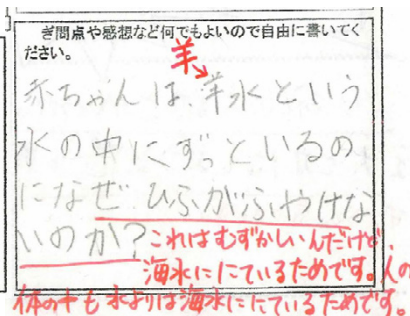 ぎ問点や感想など何でもよいので自由に書いてく
ださい。
羊
赤ちゃんは、羊水という
水の中にずっといるの
になぜひふがふやけな
いのか?
これはむずかしいんだけど、
海水ににているためです。人の
体の中も水よりは海水ににているためです。